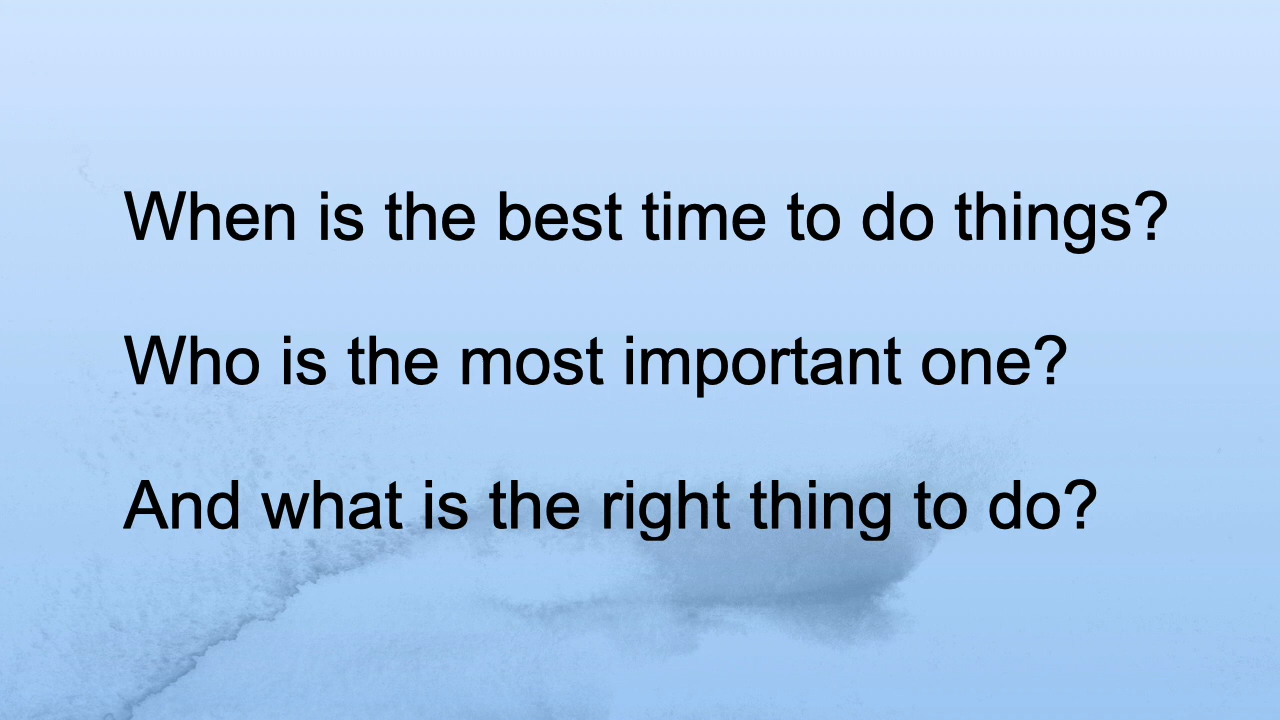 When is the best time to do things?
Who is the most important one?
And what is the right thing to do?